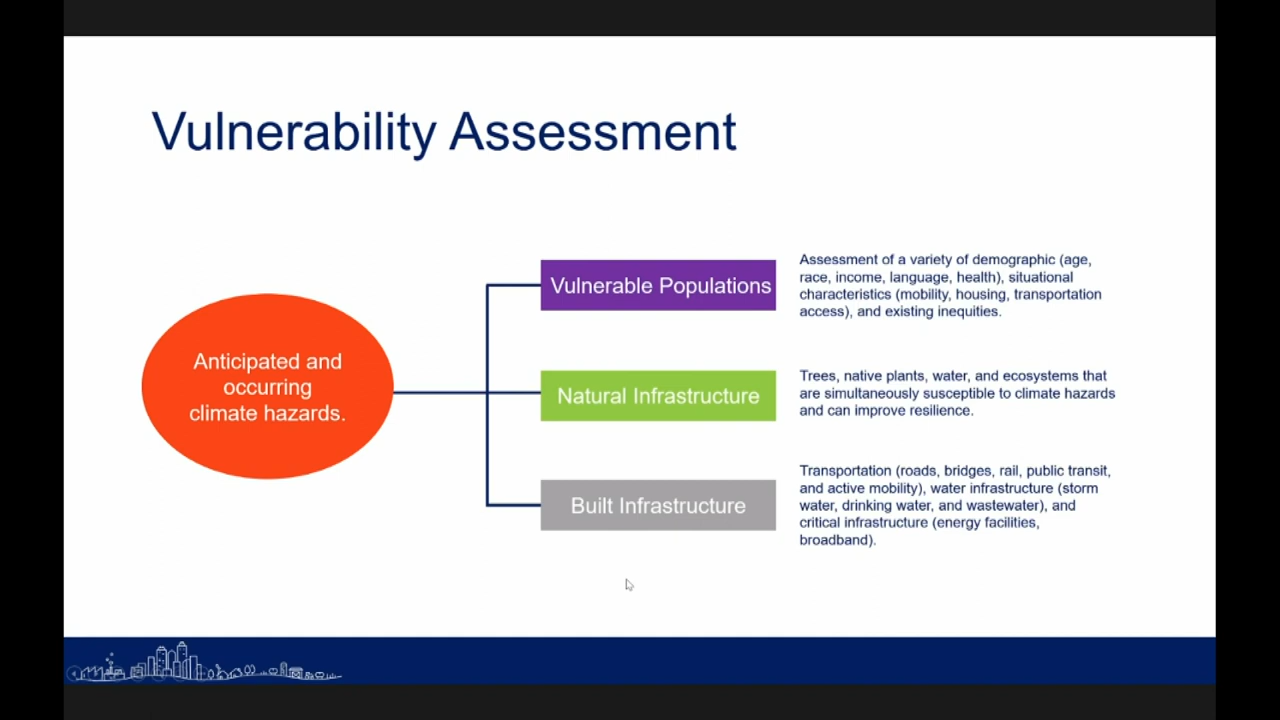 Vulnerability Assessment
Anticipated and
occurring
climate hazards.
Vulnerable Populations
Assessment of a variety of demographic (age,
race, income, language, health), situational
characteristics (mobility, housing, transportation
access), and existing inequities.
Natural Infrastructure
Trees, native plants, water, and ecosystems that
are simultaneously susceptible to climate hazards
and can improve resilience.
Built Infrastructure
Transportation (roads, bridges, rail, public transit,
and active mobility), water infrastructure (storm
water, drinking water, and wastewater), and
critical infrastructure (energy facilities,
broadband).